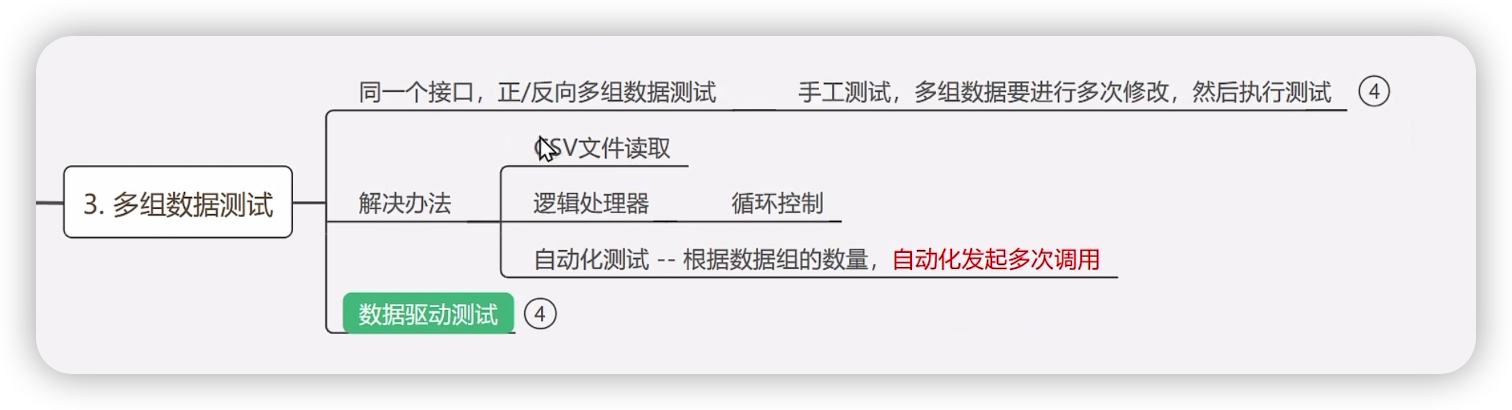 同一个接口，正/反向多组数据测试
手工测试，多组数据要进行多次修改，然后执行测试
④
CSV文件读取
3. 多组数据测试
解决办法
逻辑处理器
循环控制
自动化测试 -- 根据数据组的数量，自动化发起多次调用
数据驱动测试
④